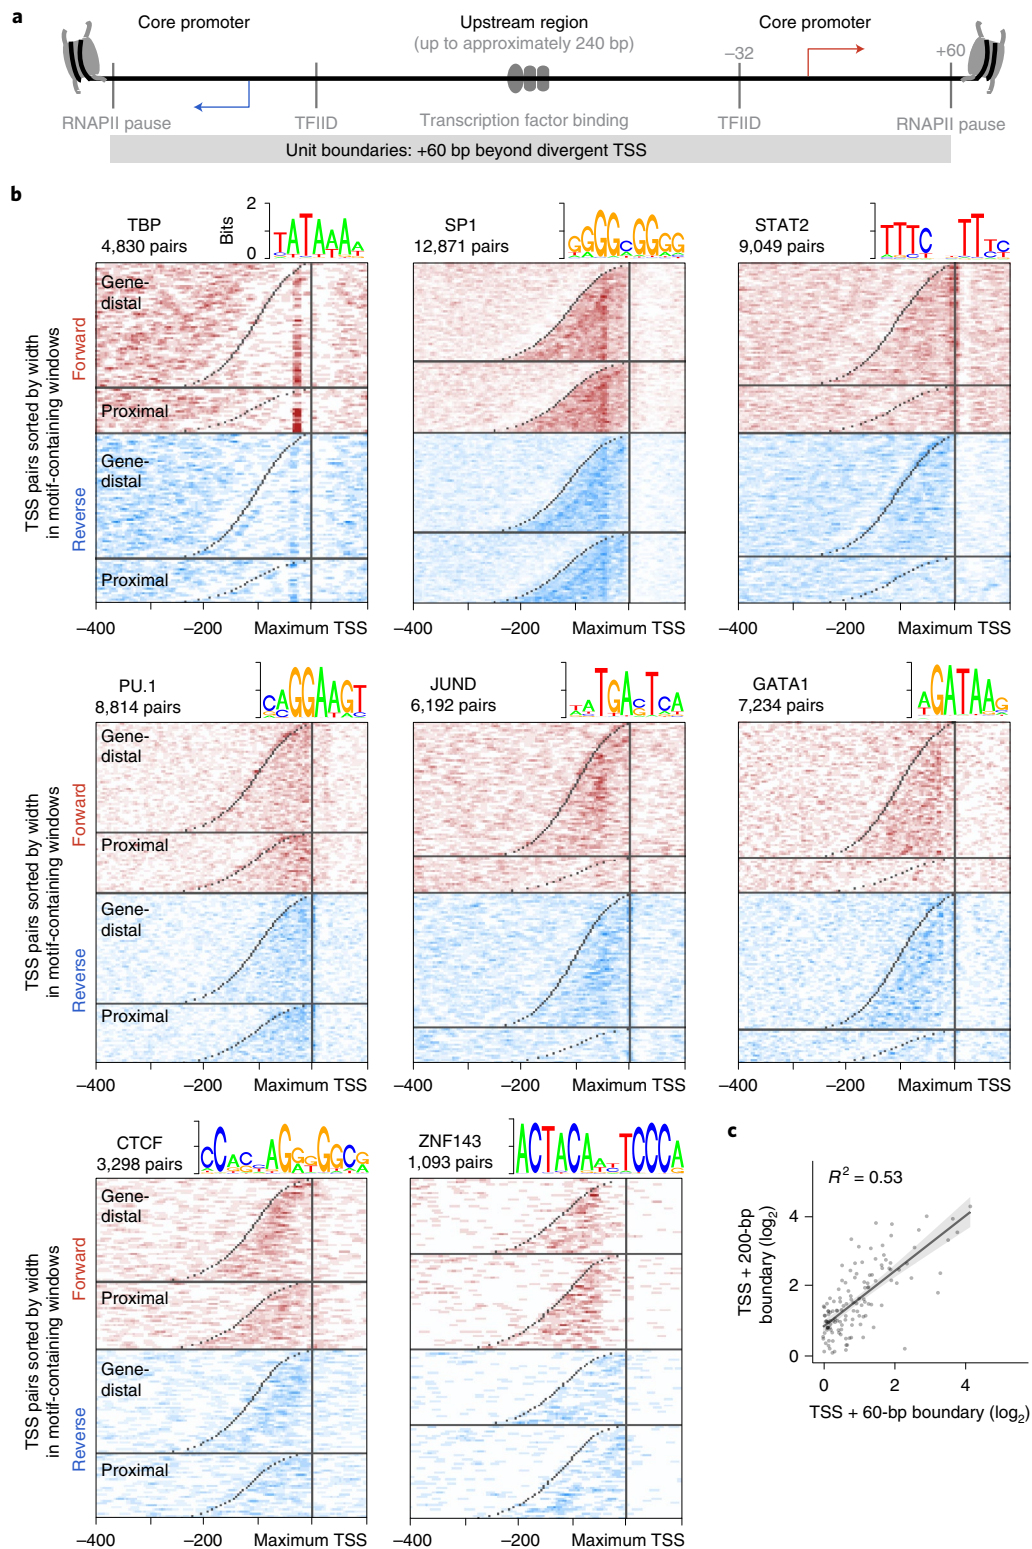 a
Core promoter
Upstream region
(up to approximately 240 bp)
Core promoter
–32
+60
RNAPII pause
TFIID
Transcription factor binding
TFIID
RNAPII pause
Unit boundaries: +60 bp beyond divergent TSS
b
TBP
4,830 pairs
Bits
2
0
TATAAAA
SP1
12,871 pairs
STAT2
9,049 pairs
TSS pairs sorted by width
in motif-containing windows
Forward
Reverse
Gene-
distal
Proximal
Gene-
distal
Proximal
–400
–200
Maximum TSS
–400
–200
Maximum TSS
–400
–200
Maximum TSS
PU.1
8,814 pairs
JUND
6,192 pairs
GATA1
7,234 pairs
TSS pairs sorted by width
in motif-containing windows
Forward
Reverse
Gene-
distal
Proximal
Gene-
distal
Proximal
–400
–200
Maximum TSS
–400
–200
Maximum TSS
–400
–200
Maximum TSS
CTCF
3,298 pairs
ZNF143
1,093 pairs
TSS pairs sorted by width
in motif-containing windows
Forward
Reverse
Gene-
distal
Proximal
Gene-
distal
Proximal
–400
–200
Maximum TSS
–400
–200
Maximum TSS
c
R² = 0.53
TSS + 200-bp
boundary (log₂)
4
2
0
0
2
4
TSS + 60-bp boundary (log₂)